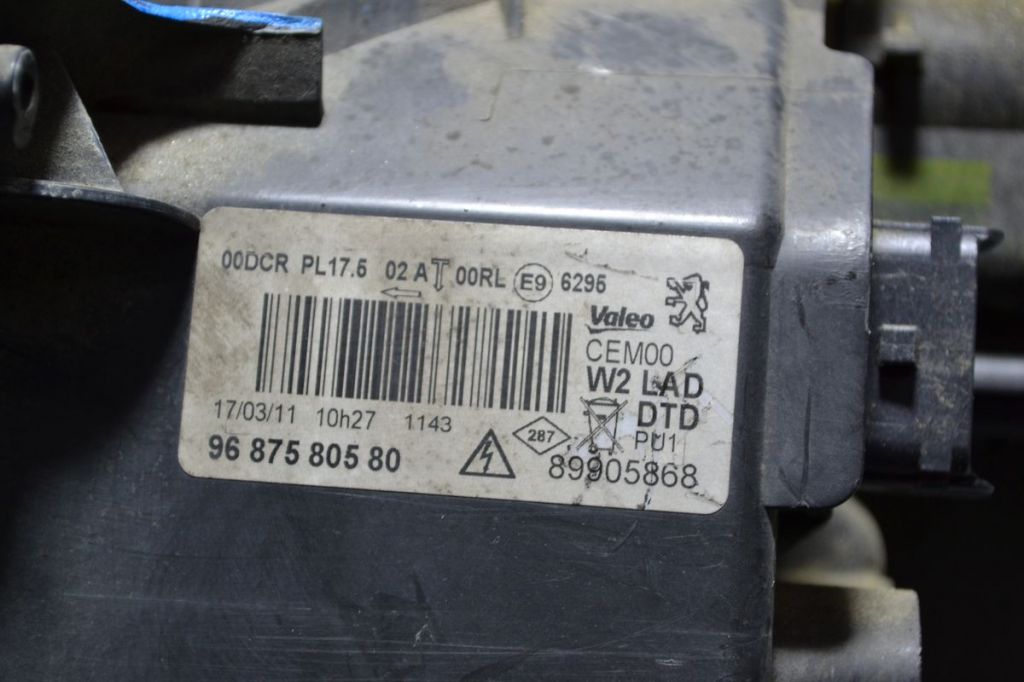 00DCR PL17.5 02 A T 00RL E9 6295
Valeo
CEM00
W2 LAD
DTD
PU1
17/03/11 10h27 1143
287
96 875 805 80
89905868